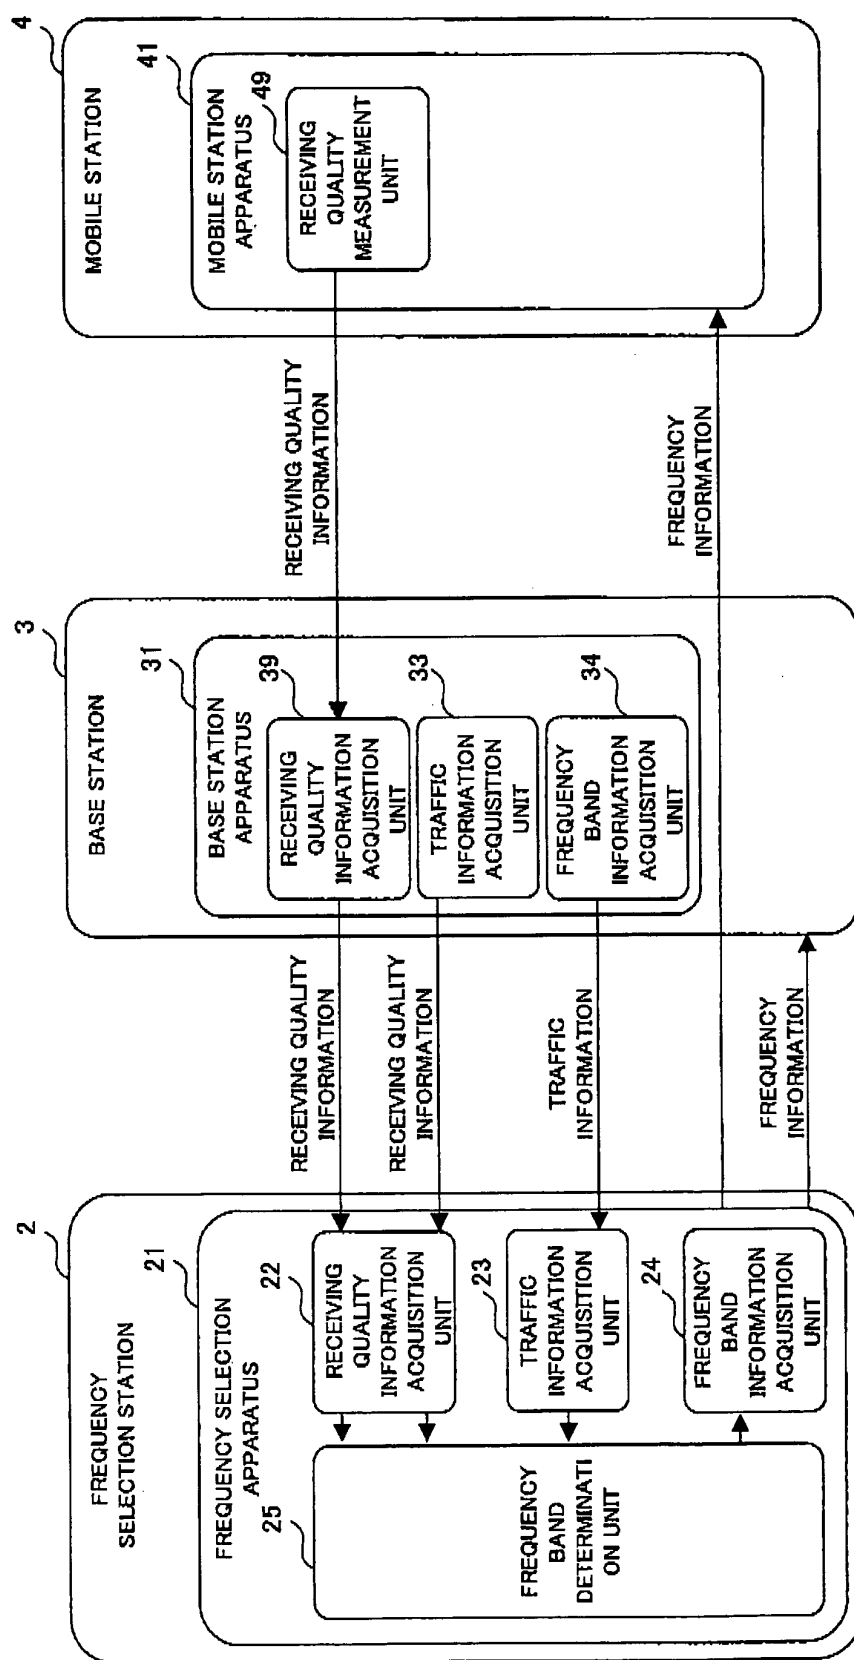 2
FREQUENCY
SELECTION STATION
21
FREQUENCY SELECTION
APPARATUS
25
FREQUENCY
BAND
DETERMINATI
ON UNIT
22
RECEIVING
QUALITY
INFORMATION
ACQUISITION
UNIT
23
TRAFFIC
INFORMATION
ACQUISITION
UNIT
24
FREQUENCY
BAND
INFORMATION
ACQUISITION
UNIT
RECEIVING QUALITY
INFORMATION
RECEIVING QUALITY
INFORMATION
TRAFFIC
INFORMATION
FREQUENCY
INFORMATION
3
BASE STATION
31
BASE STATION
APPARATUS
39
RECEIVING
QUALITY
INFORMATION
ACQUISITION
UNIT
33
TRAFFIC
INFORMATION
ACQUISITION
UNIT
34
FREQUENCY
BAND
INFORMATION
ACQUISITION
UNIT
RECEIVING QUALITY
INFORMATION
FREQUENCY
INFORMATION
4
MOBILE STATION
41
MOBILE STATION
APPARATUS
49
RECEIVING
QUALITY
MEASUREMENT
UNIT